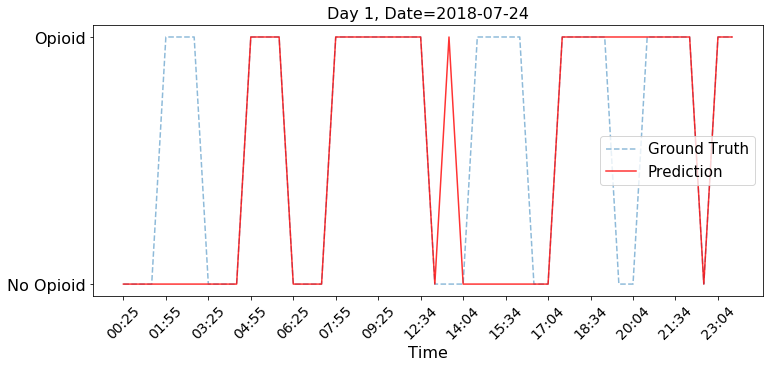 Day 1, Date=2018-07-24
Opioid
No Opioid
Ground Truth
Prediction
00:25 01:55 03:25 04:55 06:25 07:55 09:25 12:34 14:04 15:34 17:04 18:34 20:04 21:34 23:04
Time